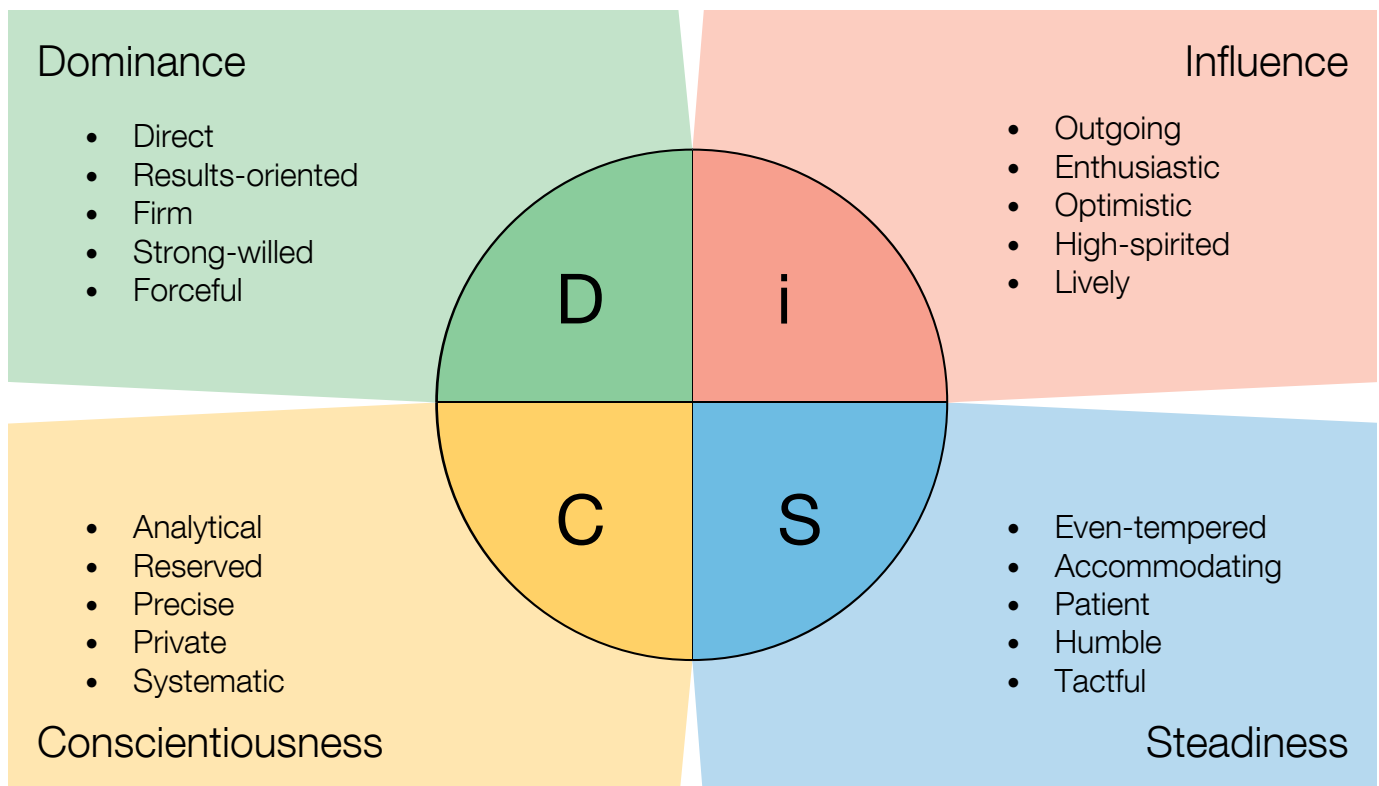 Dominance
• Direct
• Results-oriented
• Firm
• Strong-willed
• Forceful
Influence
• Outgoing
• Enthusiastic
• Optimistic
• High-spirited
• Lively
D
i
C
S
• Analytical
• Reserved
• Precise
• Private
• Systematic
Conscientiousness
• Even-tempered
• Accommodating
• Patient
• Humble
• Tactful
Steadiness